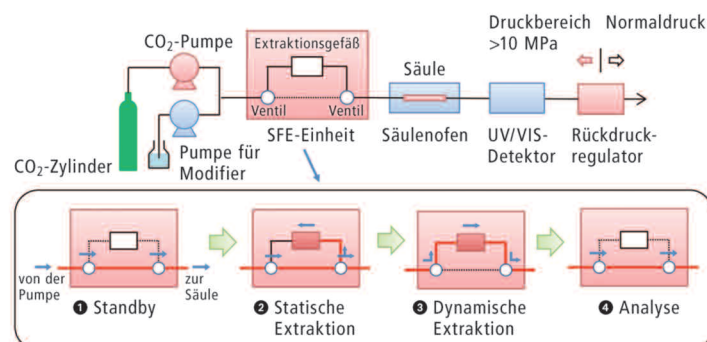 Druckbereich
>10 MPa
Normaldruck
CO₂-Pumpe
Extraktionsgefäß
Säule
Ventil
Ventil
SFE-Einheit
Säulenofen
UV/VIS-
Detektor
Rückdruck-
regulator
CO₂-Zylinder
Pumpe für
Modifier
von der
Pumpe
zur
Säule
❶ Standby
❷ Statische
Extraktion
❸ Dynamische
Extraktion
❹ Analyse